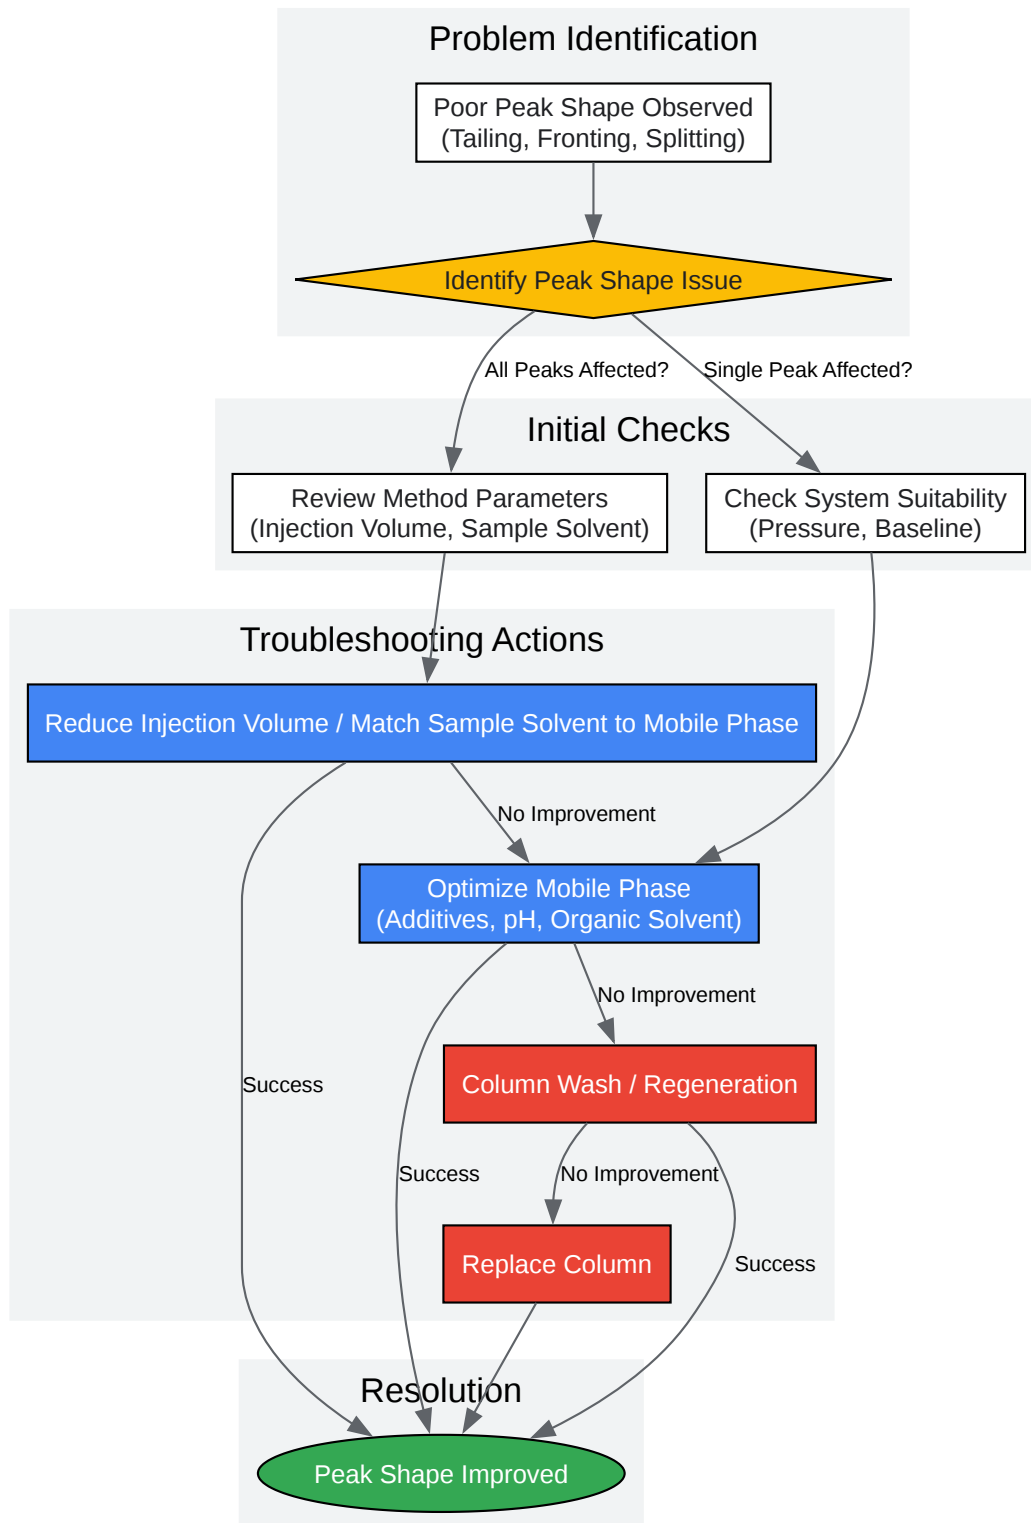 Problem Identification
Poor Peak Shape Observed
(Tailing, Fronting, Splitting)
Identify Peak Shape Issue
All Peaks Affected?
Single Peak Affected?
Initial Checks
Review Method Parameters
(Injection Volume, Sample Solvent)
Check System Suitability
(Pressure, Baseline)
Troubleshooting Actions
Reduce Injection Volume / Match Sample Solvent to Mobile Phase
No Improvement
Optimize Mobile Phase
(Additives, pH, Organic Solvent)
No Improvement
Column Wash / Regeneration
Success
Success
No Improvement
Replace Column
Success
Resolution
Peak Shape Improved